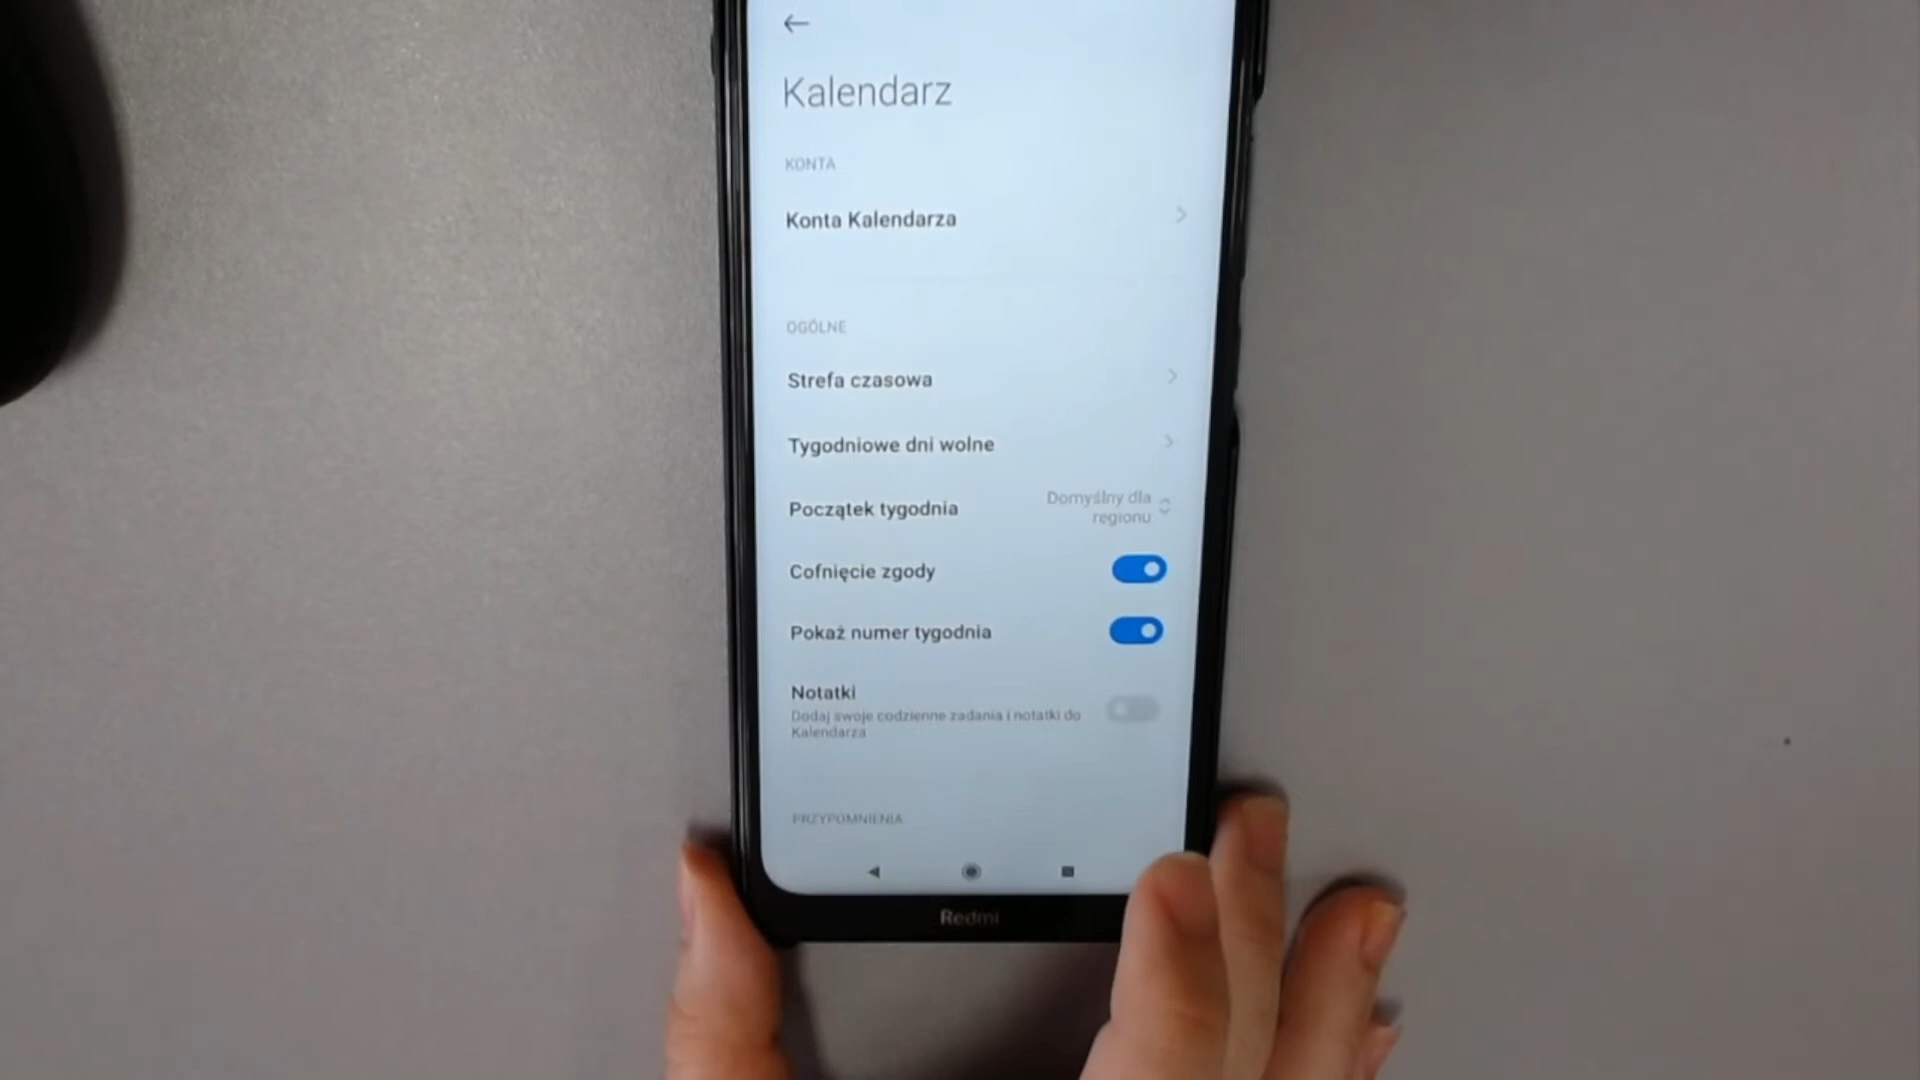 Kalendarz
KONTA
Konta Kalendarza
OGÓLNE
Strefa czasowa
Tygodniowe dni wolne
Początek tygodnia
Domyślny dla
regionu
Cofnięcie zgody
Pokaż numer tygodnia
Notatki
Dodaj swoje codzienne zadania i notatki do
Kalendarza
PRZYPOMNIENIA
Redmi